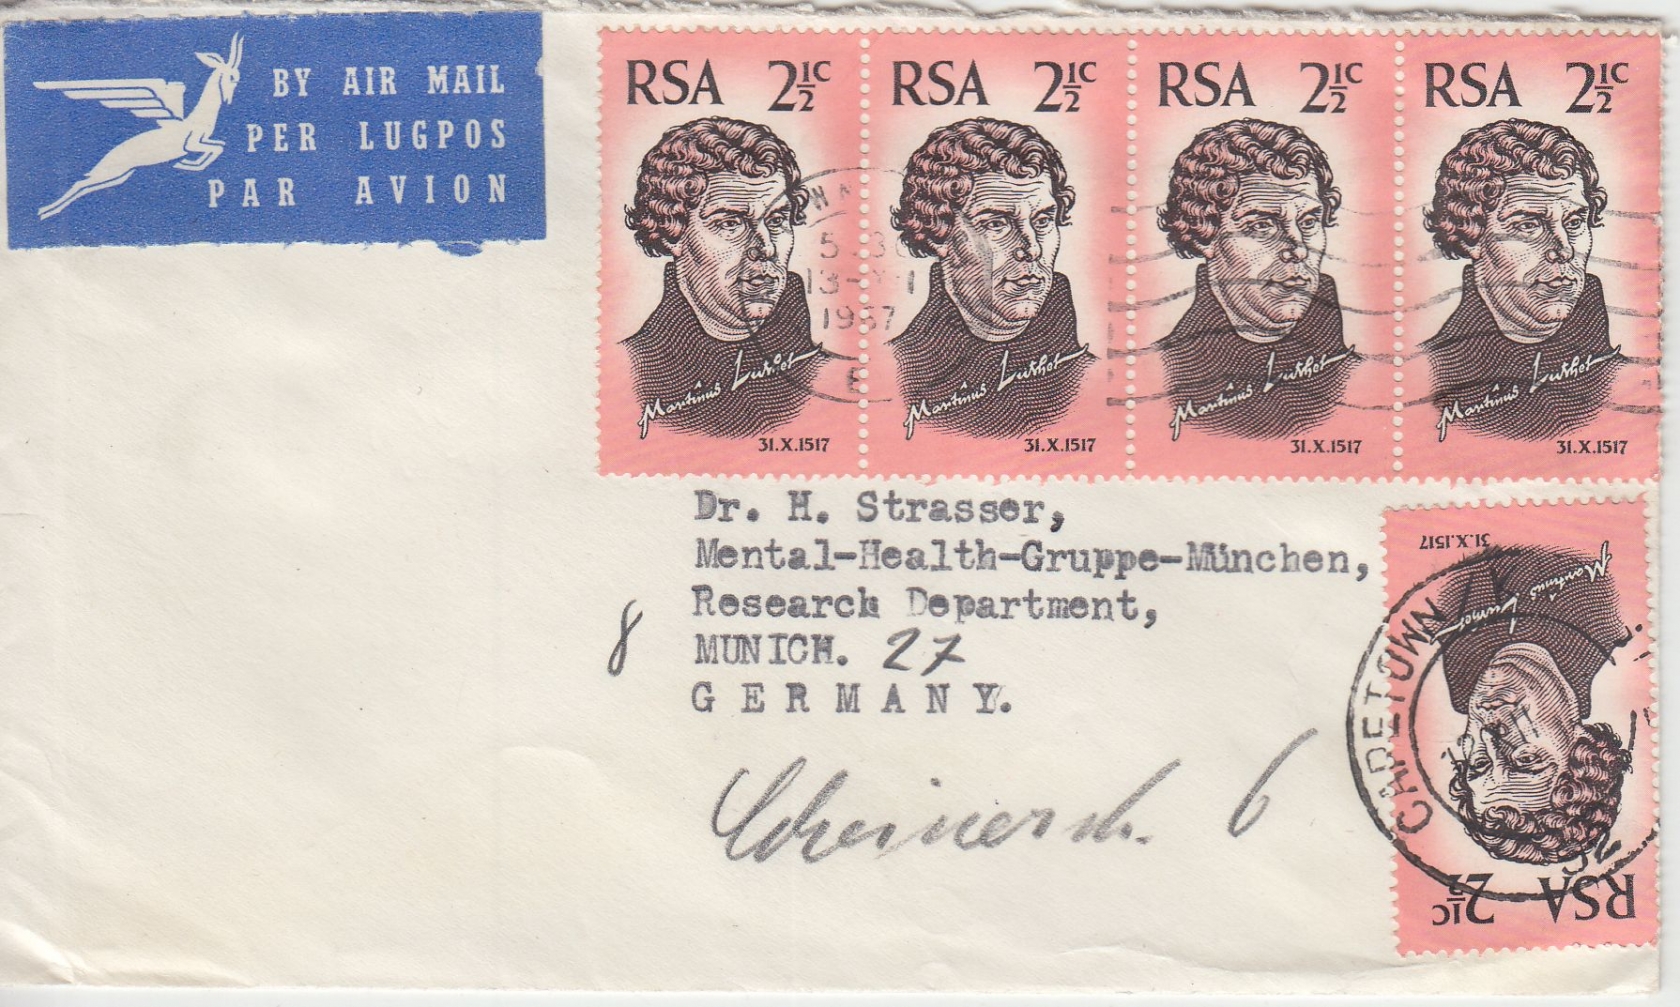 BY AIR MAIL
PER LUGPOS
PAR AVION
RSA 2½c
RSA 2½c
RSA 2½c
RSA 2½c
13-XI
1967
Martinus Luther
Martinus Luther
Martinus Luther
Martinus Luther
31.X.1517
31.X.1517
31.X.1517
31.X.1517
Dr. H. Strasser,
Mental-Health-Gruppe-München,
Research Department,
8 MUNICH. 27
GERMANY.
Scheinerstr. 6
RSA 2½c
Martinus Luther
31.X.1517
CAPETOWN